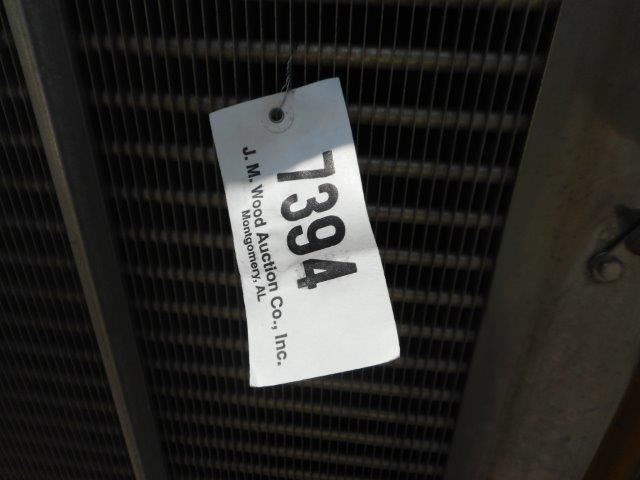 7394
J. M. Wood Auction Co., Inc.
Montgomery, AL